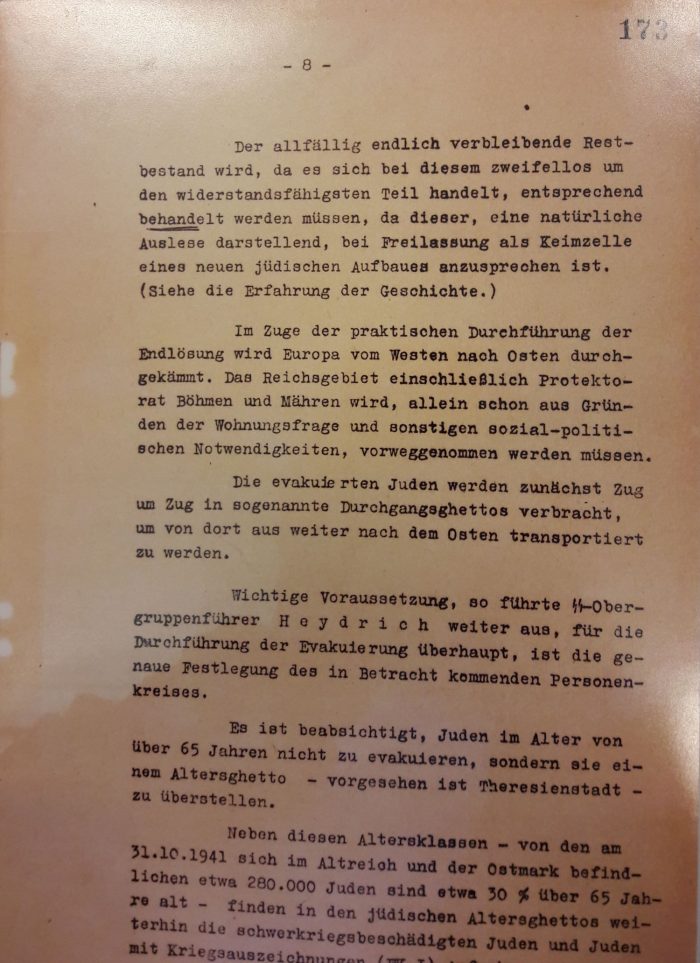 173
- 8 -
Der allfällig endlich verbleibende Rest-
bestand wird, da es sich bei diesem zweifellos um
den widerstandsfähigsten Teil handelt, entsprechend
behandelt werden müssen, da dieser, eine natürliche
Auslese darstellend, bei Freilassung als Keimzelle
eines neuen jüdischen Aufbaues anzusprechen ist.
(Siehe die Erfahrung der Geschichte.)
Im Zuge der praktischen Durchführung der
Endlösung wird Europa vom Westen nach Osten durch-
gekämmt. Das Reichsgebiet einschließlich Protekto-
rat Böhmen und Mähren wird, allein schon aus Grün-
den der Wohnungsfrage und sonstigen sozial-politi-
schen Notwendigkeiten, vorweggenommen werden müssen.
Die evakuierten Juden werden zunächst Zug
um Zug in sogenannte Durchgangsghettos verbracht,
um von dort aus weiter nach dem Osten transportiert
zu werden.
Wichtige Voraussetzung, so führte SS-Ober-
gruppenführer H e y d r i c h weiter aus, für die
Durchführung der Evakuierung überhaupt, ist die ge-
naue Festlegung des in Betracht kommenden Personen-
kreises.
Es ist beabsichtigt, Juden im Alter von
über 65 Jahren nicht zu evakuieren, sondern sie ei-
nem Altersghetto - vorgesehen ist Theresienstadt -
zu überstellen.
Neben diesen Altersklassen - von den am
31.10.1941 sich im Altreich und der Ostmark befind-
lichen etwa 280.000 Juden sind etwa 30 % über 65 Jah-
re alt - finden in den jüdischen Altersghettos wei-
terhin die schwerkriegsbeschädigten Juden und Juden
mit Kriegsauszeichnungen